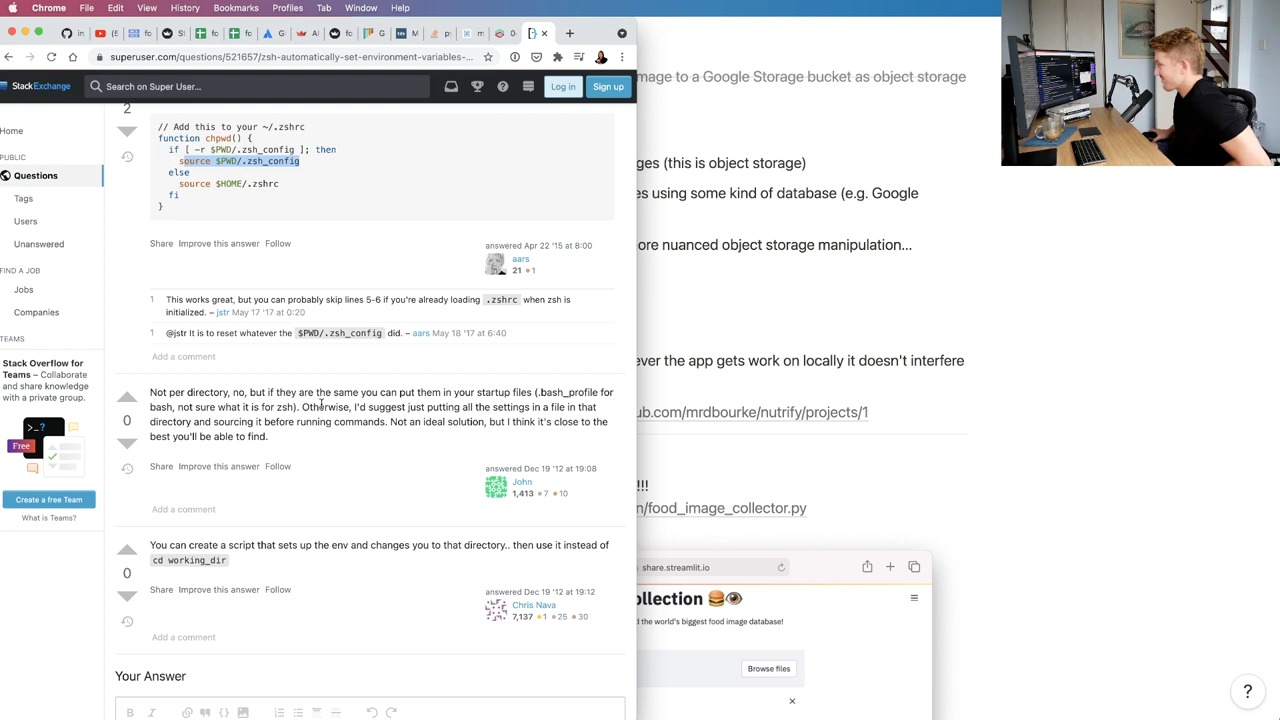 Chrome File Edit View History Bookmarks Profiles Tab Window Help
superuser.com/questions/521657/zsh-automatically-set-environment-variables-...
StackExchange Search on Super User... Log in Sign up
Home
PUBLIC
Questions
Tags
Users
Unanswered
FIND A JOB
Jobs
Companies
TEAMS
Stack Overflow for
Teams – Collaborate
and share knowledge
with a private group.
>_?
Free
Create a free Team
What is Teams?
2
// Add this to your ~/.zshrc
function chpwd() {
if [ -r $PWD/.zsh_config ]; then
source $PWD/.zsh_config
else
source $HOME/.zshrc
fi
}
Share Improve this answer Follow
answered Apr 22 '15 at 8:00
aars
21 1
1 This works great, but you can probably skip lines 5-6 if you're already loading .zshrc when zsh is
initialized. – jstr May 17 '17 at 0:20
1 @jstr It is to reset whatever the $PWD/.zsh_config did. – aars May 18 '17 at 6:40
Add a comment
0
Not per directory, no, but if they are the same you can put them in your startup files (.bash_profile for
bash, not sure what it is for zsh). Otherwise, I'd suggest just putting all the settings in a file in that
directory and sourcing it before running commands. Not an ideal solution, but I think it's close to the
best you'll be able to find.
Share Improve this answer Follow
answered Dec 19 '12 at 19:08
John
1,413 7 10
Add a comment
0
You can create a script that sets up the env and changes you to that directory.. then use it instead of
cd working_dir
Share Improve this answer Follow
answered Dec 19 '12 at 19:12
Chris Nava
7,137 1 25 30
Add a comment
Your Answer
B I
mage to a Google Storage bucket as object storage
ges (this is object storage)
es using some kind of database (e.g. Google
ore nuanced object storage manipulation...
ever the app gets work on locally it doesn't interfere
ub.com/mrdbourke/nutrify/projects/1
!!!
n/food_image_collector.py
share.streamlit.io
ollection
d the world's biggest food image database!
Browse files
?